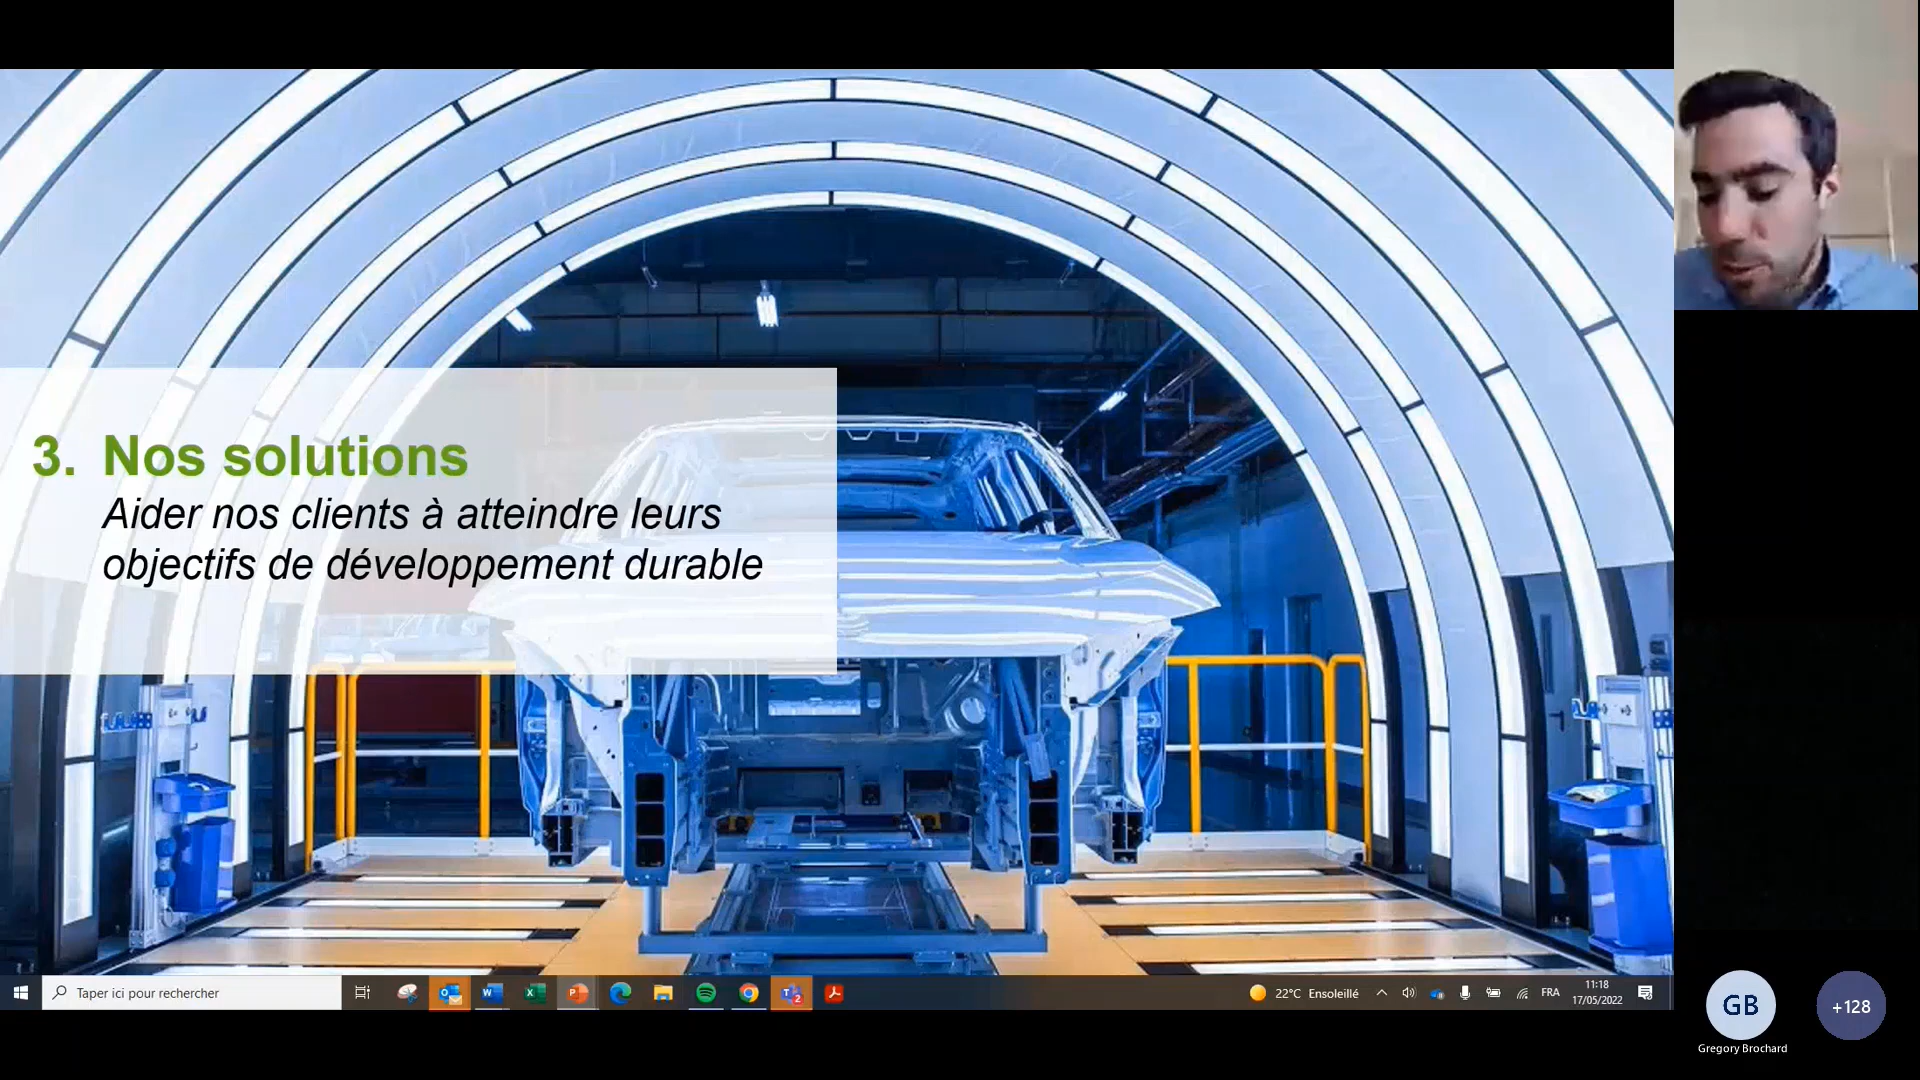 3. Nos solutions
Aider nos clients à atteindre leurs
objectifs de développement durable
Taper ici pour rechercher
22°C Ensoleillé
FRA
11:18
17/05/2022
2
GB
+128
Gregory Brochard